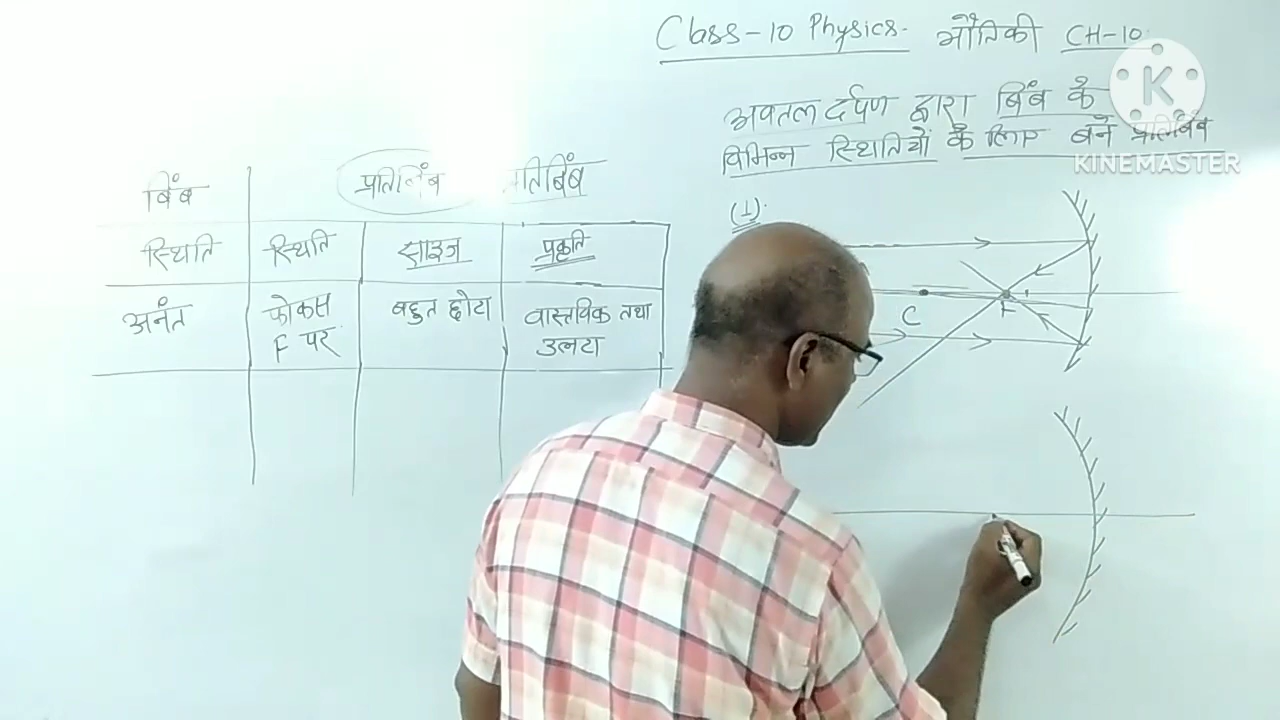 Class-10 Physics. भौतिकी CH-10.
अवतल दर्पण द्वारा बिंब के
विभिन्न स्थितियों के लिए बने प्रतिबिंब
K
KINEMASTER
बिंब प्रतिबिंब प्रतिबिंब
स्थिति स्थिति साइज प्रकृति
अनंत फोकस बहुत छोटा वास्तविक तथा
F पर उल्टा
(1).
C F